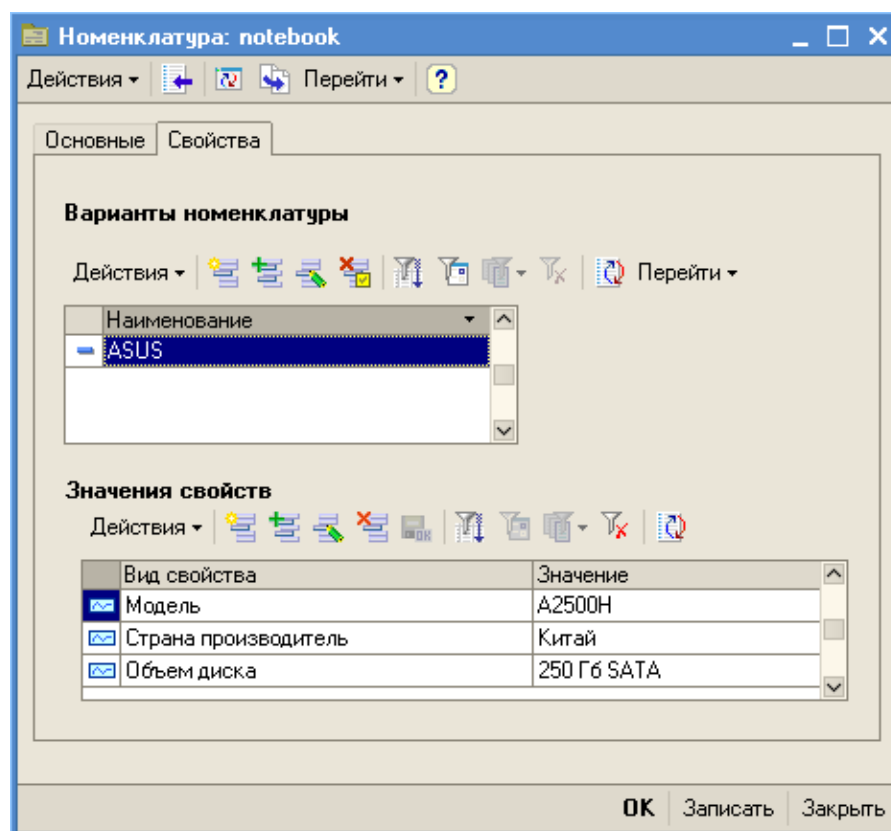 Номенклатура: notebook
Действия Перейти ?
Основные Свойства
Варианты номенклатуры
Действия Перейти
Наименование
ASUS
Значения свойств
Действия OK
Вид свойства Значение
Модель A2500H
Страна производитель Китай
Объем диска 250 Гб SATA
OK Записать Закрыть